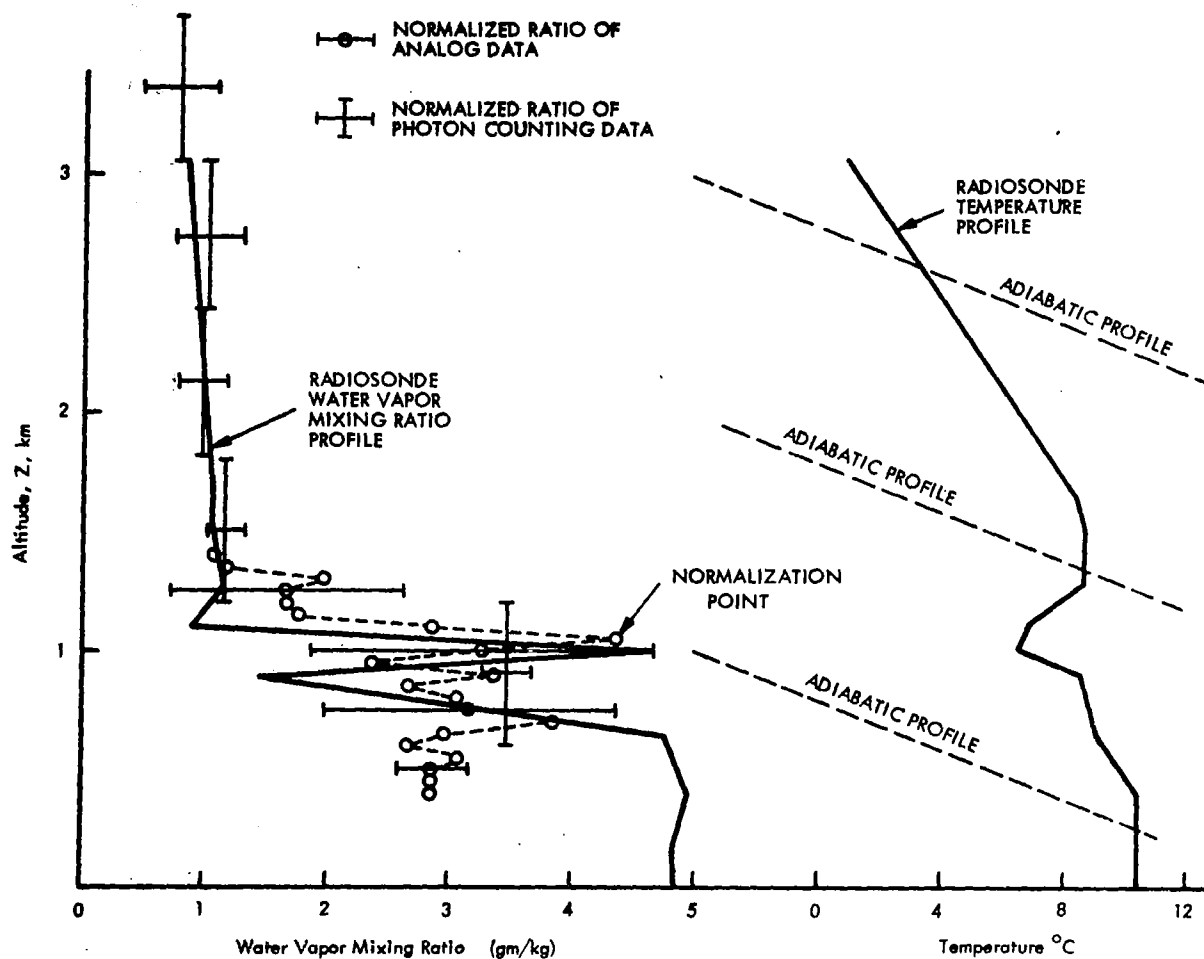 NORMALIZED RATIO OF
ANALOG DATA
NORMALIZED RATIO OF
PHOTON COUNTING DATA
3
2
1
0
Altitude, Z, km
RADIOSONDE
TEMPERATURE
PROFILE
ADIABATIC PROFILE
RADIOSONDE
WATER VAPOR
MIXING RATIO
PROFILE
ADIABATIC PROFILE
NORMALIZATION
POINT
ADIABATIC PROFILE
0 1 2 3 4 5 0 4 8 12
Water Vapor Mixing Ratio (gm/kg) Temperature °C